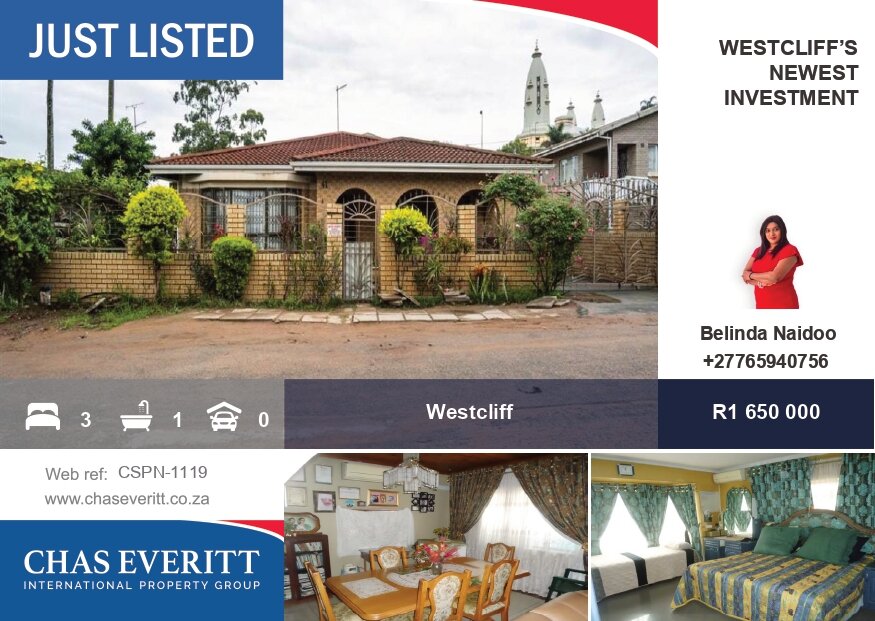 JUST LISTED
WESTCLIFF'S
NEWEST
INVESTMENT
Belinda Naidoo
+27765940756
3
1
0
Westcliff
R1 650 000
Web ref: CSPN-1119
www.chaseveritt.co.za
CHAS EVERITT
INTERNATIONAL PROPERTY GROUP